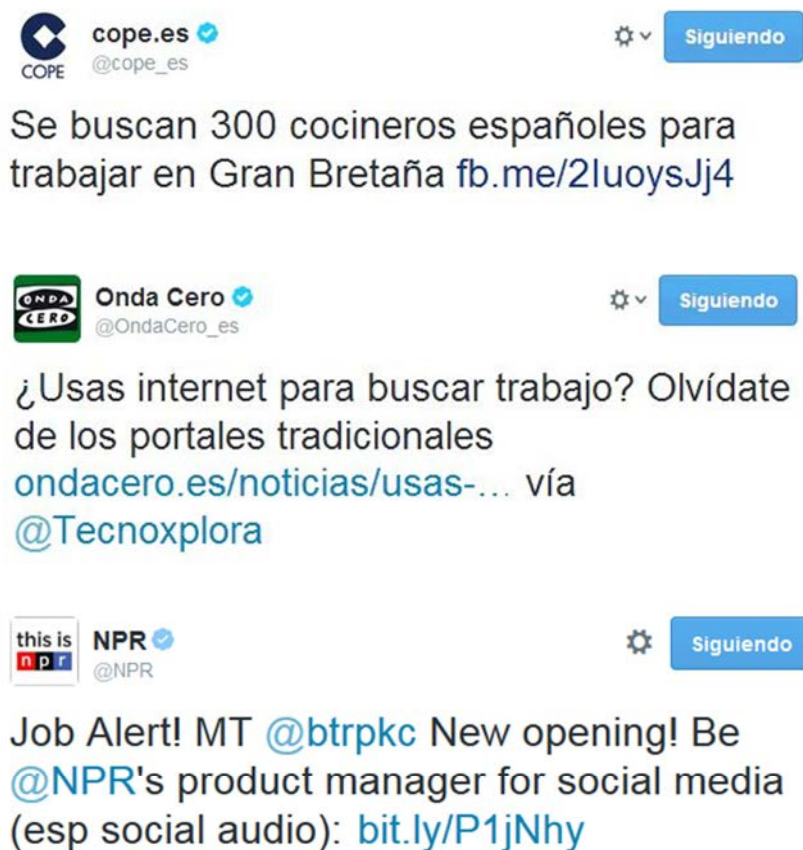 cope.es
@cope_es
COPE
Siguiendo
Se buscan 300 cocineros españoles para
trabajar en Gran Bretaña fb.me/2IuoysJj4
ONDA
CERO
Onda Cero
@OndaCero_es
Siguiendo
¿Usas internet para buscar trabajo? Olvídate
de los portales tradicionales
ondacero.es/noticias/usas-... vía
@Tecnoxplora
this is
npr
NPR
@NPR
Siguiendo
Job Alert! MT @btrpkc New opening! Be
@NPR's product manager for social media
(esp social audio): bit.ly/P1jNhy